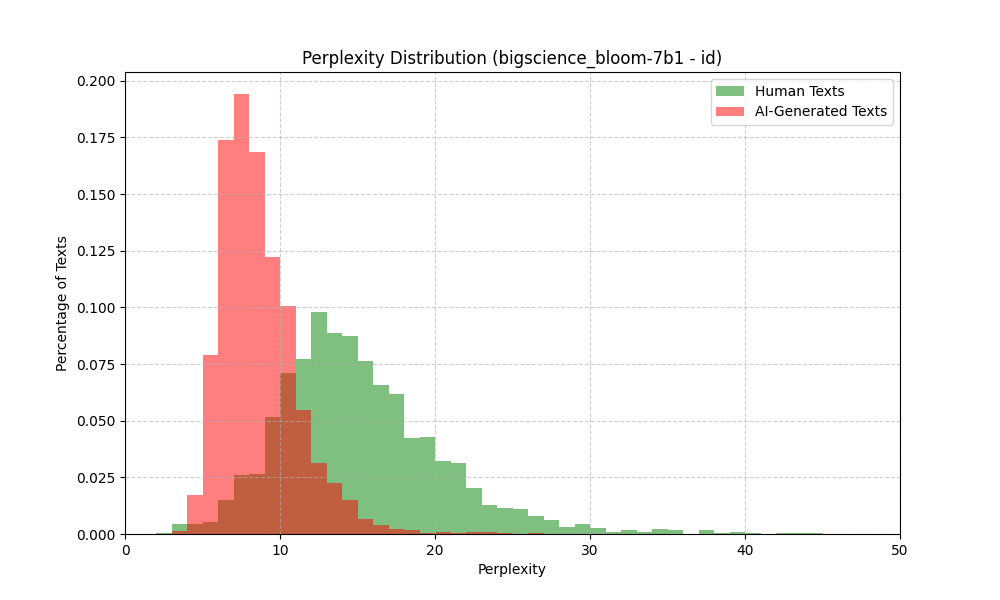 Perplexity Distribution (bigscience_bloom-7b1 - id)
Human Texts
AI-Generated Texts
Percentage of Texts
0.200
0.175
0.150
0.125
0.100
0.075
0.050
0.025
0.000
0 10 20 30 40 50
Perplexity